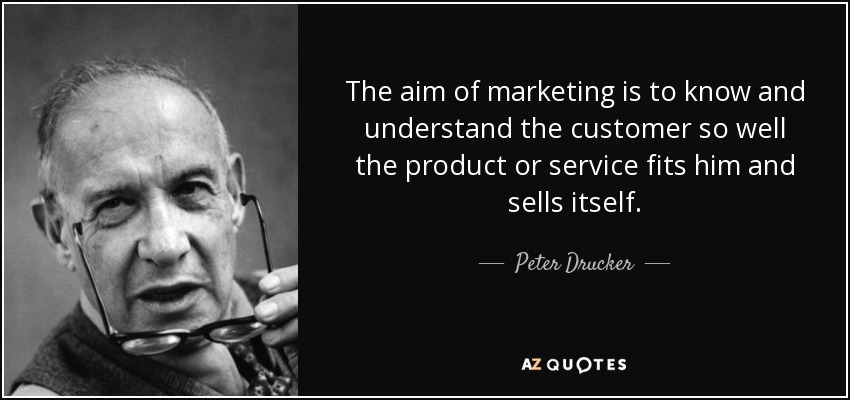 The aim of marketing is to know and
understand the customer so well
the product or service fits him and
sells itself.
Peter Drucker
AZ QUOTES